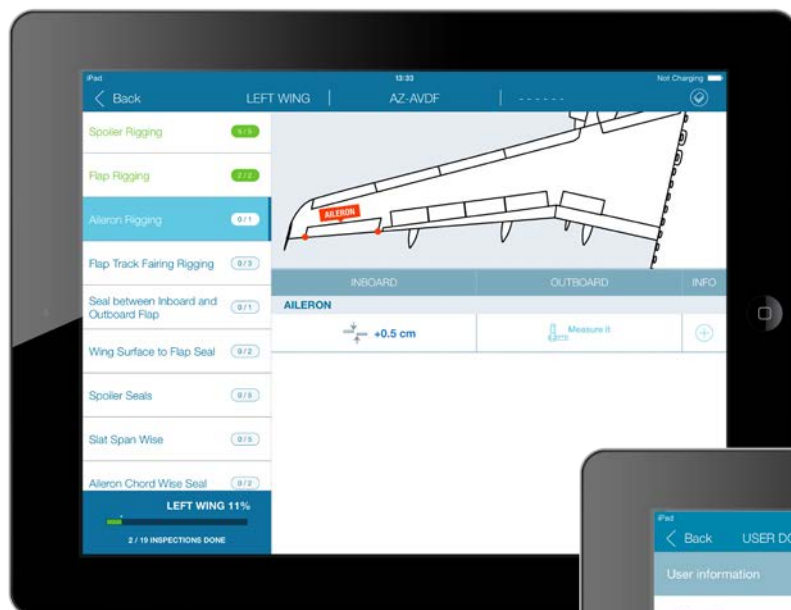 iPad
13:33
Not Charging
Back
LEFT WING
AZ-AVDF
- - - - - -
Spoiler Rigging
5/5
Flap Rigging
2/2
Aileron Rigging
0/1
Flap Track Fairing Rigging
0/3
Seal between Inboard and
Outboard Flap
0/1
Wing Surface to Flap Seal
0/2
Spoiler Seals
0/5
Slat Span Wise
0/5
Aileron Chord Wise Seal
0/2
LEFT WING 11%
2 / 19 INSPECTIONS DONE
AILERON
INBOARD
OUTBOARD
INFO
AILERON
+0.5 cm
Measure it
iPad
Back
USER DO
User information